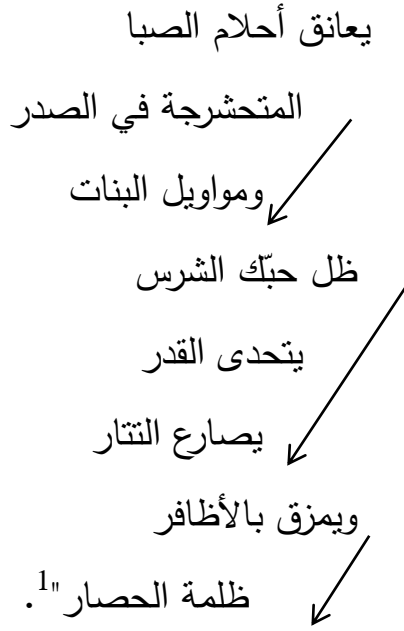 يعانق أحلام الصبا
المتحشرجة في الصدر
ومواويل البنات
ظل حبّك الشرس
يتحدى القدر
يصارع التتار
ويمزق بالأظافر
ظلمة الحصار"1.